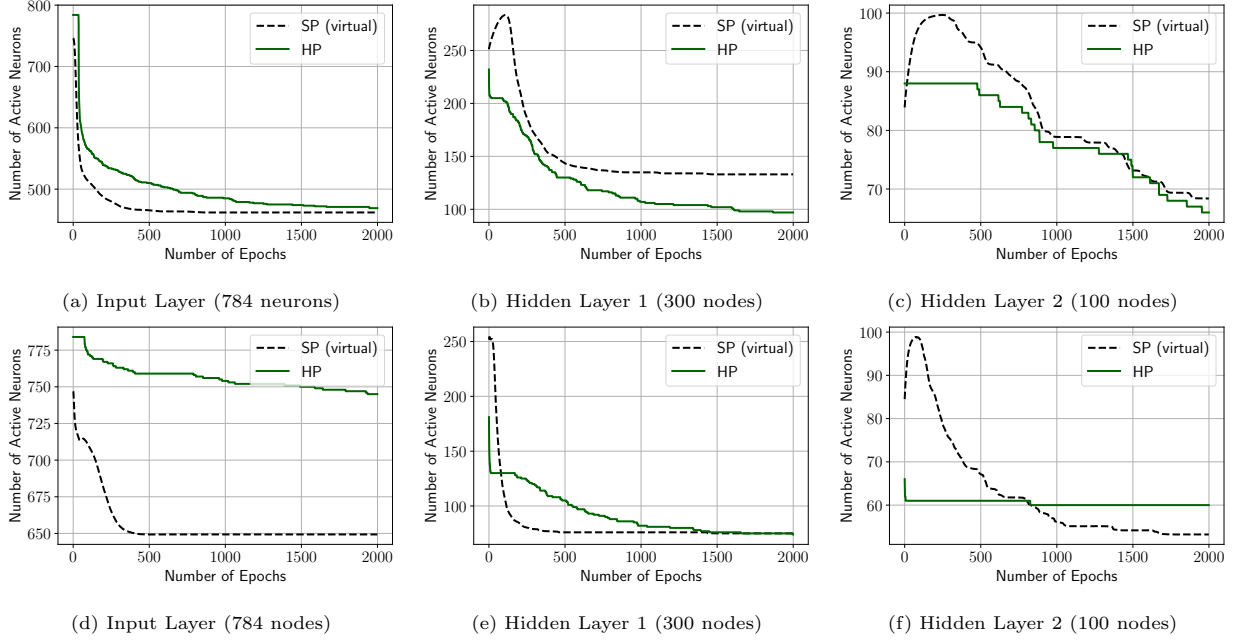 800
700
600
500
0
500
1000
1500
2000
Number of Active Neurons
Number of Epochs
SP (virtual)
HP
(a) Input Layer (784 neurons)
250
200
150
100
0
500
1000
1500
2000
Number of Active Neurons
Number of Epochs
SP (virtual)
HP
(b) Hidden Layer 1 (300 nodes)
100
90
80
70
0
500
1000
1500
2000
Number of Active Neurons
Number of Epochs
SP (virtual)
HP
(c) Hidden Layer 2 (100 nodes)
775
750
725
700
675
650
0
500
1000
1500
2000
Number of Active Neurons
Number of Epochs
SP (virtual)
HP
(d) Input Layer (784 nodes)
250
200
150
100
0
500
1000
1500
2000
Number of Active Neurons
Number of Epochs
SP (virtual)
HP
(e) Hidden Layer 1 (300 nodes)
100
90
80
70
60
0
500
1000
1500
2000
Number of Active Neurons
Number of Epochs
SP (virtual)
HP
(f) Hidden Layer 2 (100 nodes)